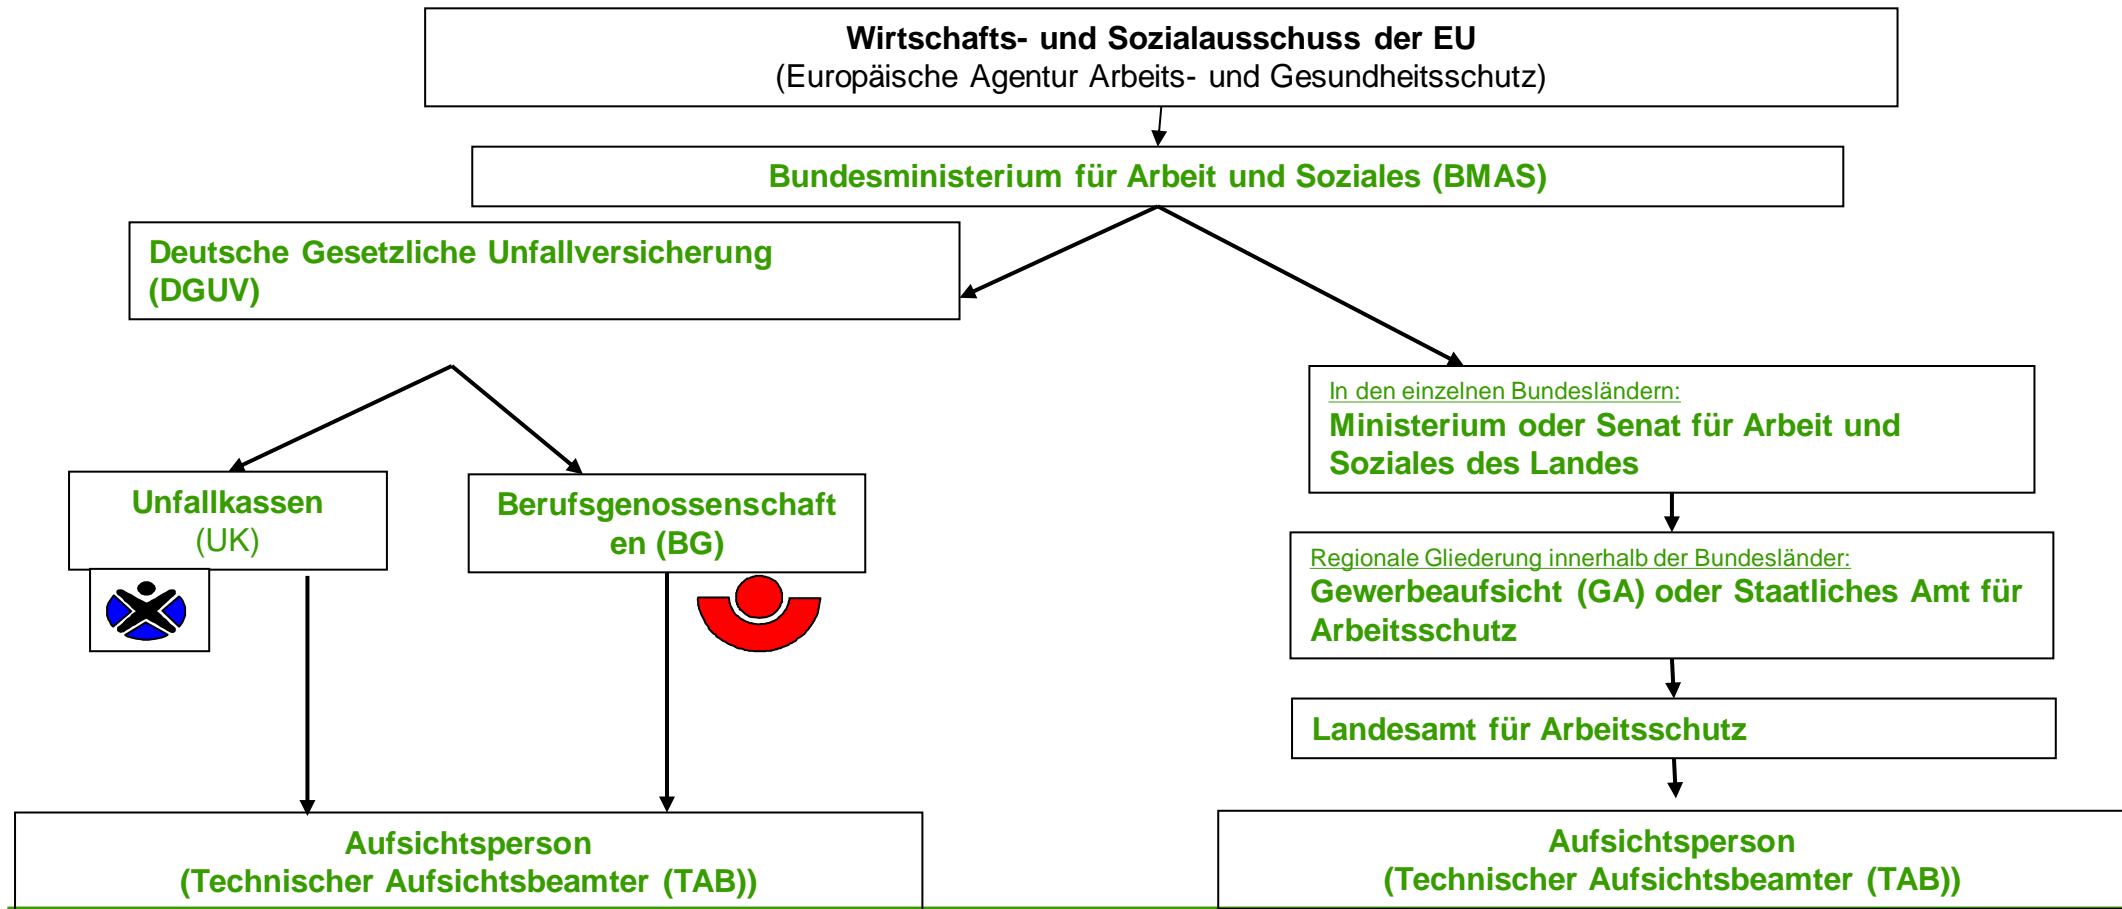 Wirtschafts- und Sozialausschuss der EU
(Europäische Agentur Arbeits- und Gesundheitsschutz)
Bundesministerium für Arbeit und Soziales (BMAS)
Deutsche Gesetzliche Unfallversicherung
(DGUV)
In den einzelnen Bundesländern:
Ministerium oder Senat für Arbeit und
Soziales des Landes
Unfallkassen
(UK)
Berufsgenossenschaft
en (BG)
Regionale Gliederung innerhalb der Bundesländer:
Gewerbeaufsicht (GA) oder Staatliches Amt für
Arbeitsschutz
Landesamt für Arbeitsschutz
Aufsichtsperson
(Technischer Aufsichtsbeamter (TAB))
Aufsichtsperson
(Technischer Aufsichtsbeamter (TAB))